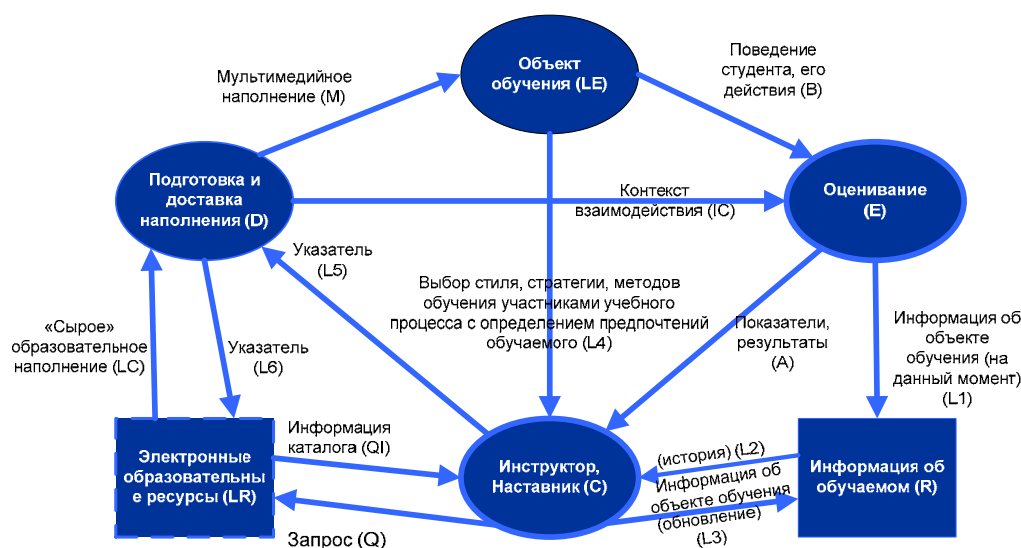 Объект
обучения (LE)
Поведение
студента, его
действия (B)
Мультимедийное
наполнение (M)
Подготовка и
доставка
наполнения (D)
Контекст
взаимодействия (IC)
Оценивание
(E)
Указатель
(L5)
Выбор стиля, стратегии, методов
обучения участниками учебного
процесса с определением предпочтений
обучаемого (L4)
Показатели,
результаты
(A)
Информация об
объекте
обучения (на
данный момент)
(L1)
«Сырое»
образовательное
наполнение (LC)
Указатель
(L6)
Электронные
образовательны
е ресурсы (LR)
Информация
каталога (QI)
Инструктор,
Наставник (C)
(история) (L2)
Информация об
объекте обучения
(обновление)
(L3)
Информация об
обучаемом (R)
Запрос (Q)